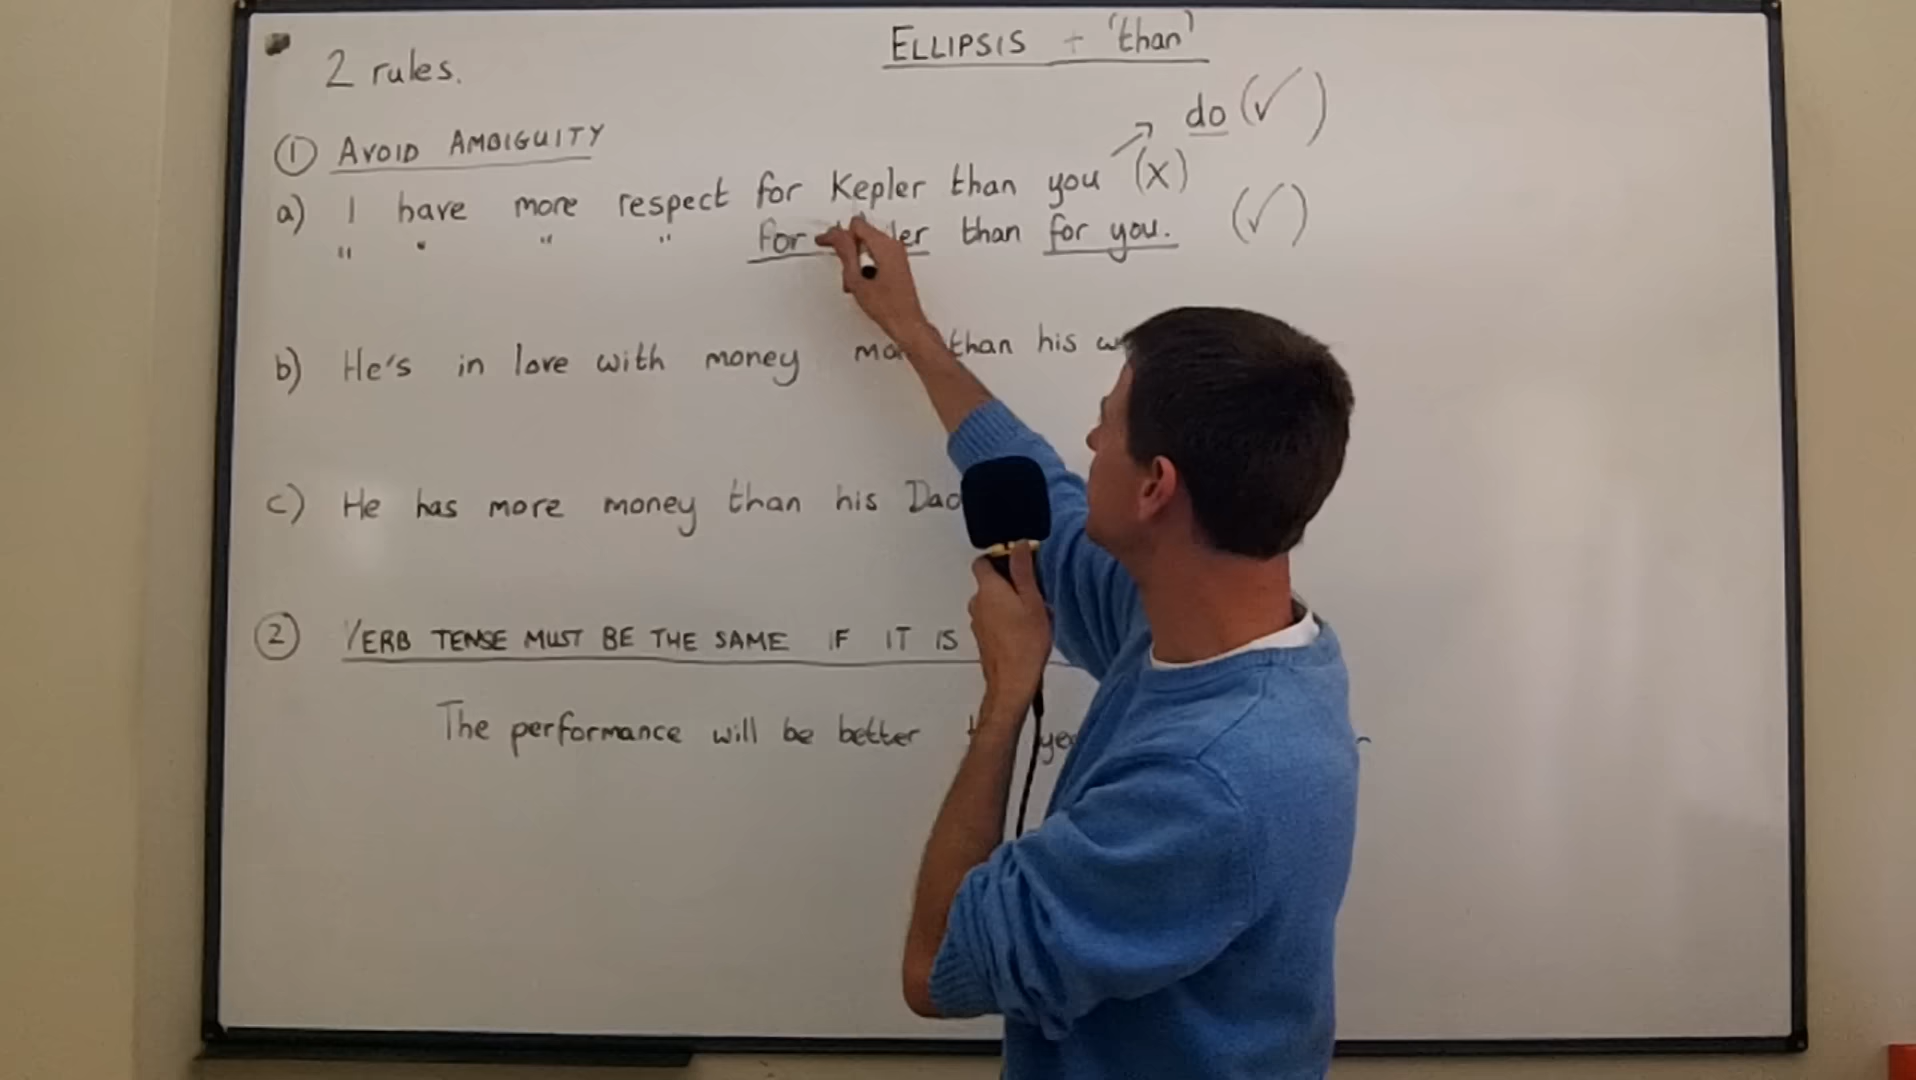 ELLIPSIS + 'than'
2 rules.
do (✓)
① AVOID AMBIGUITY
a) I have more respect for Kepler than you (x)
" " " " for than for you. (✓)
b) He's in love with money than his
c) He has more money than his Dad
② VERB TENSE MUST BE THE SAME IF IT IS
The performance will be better